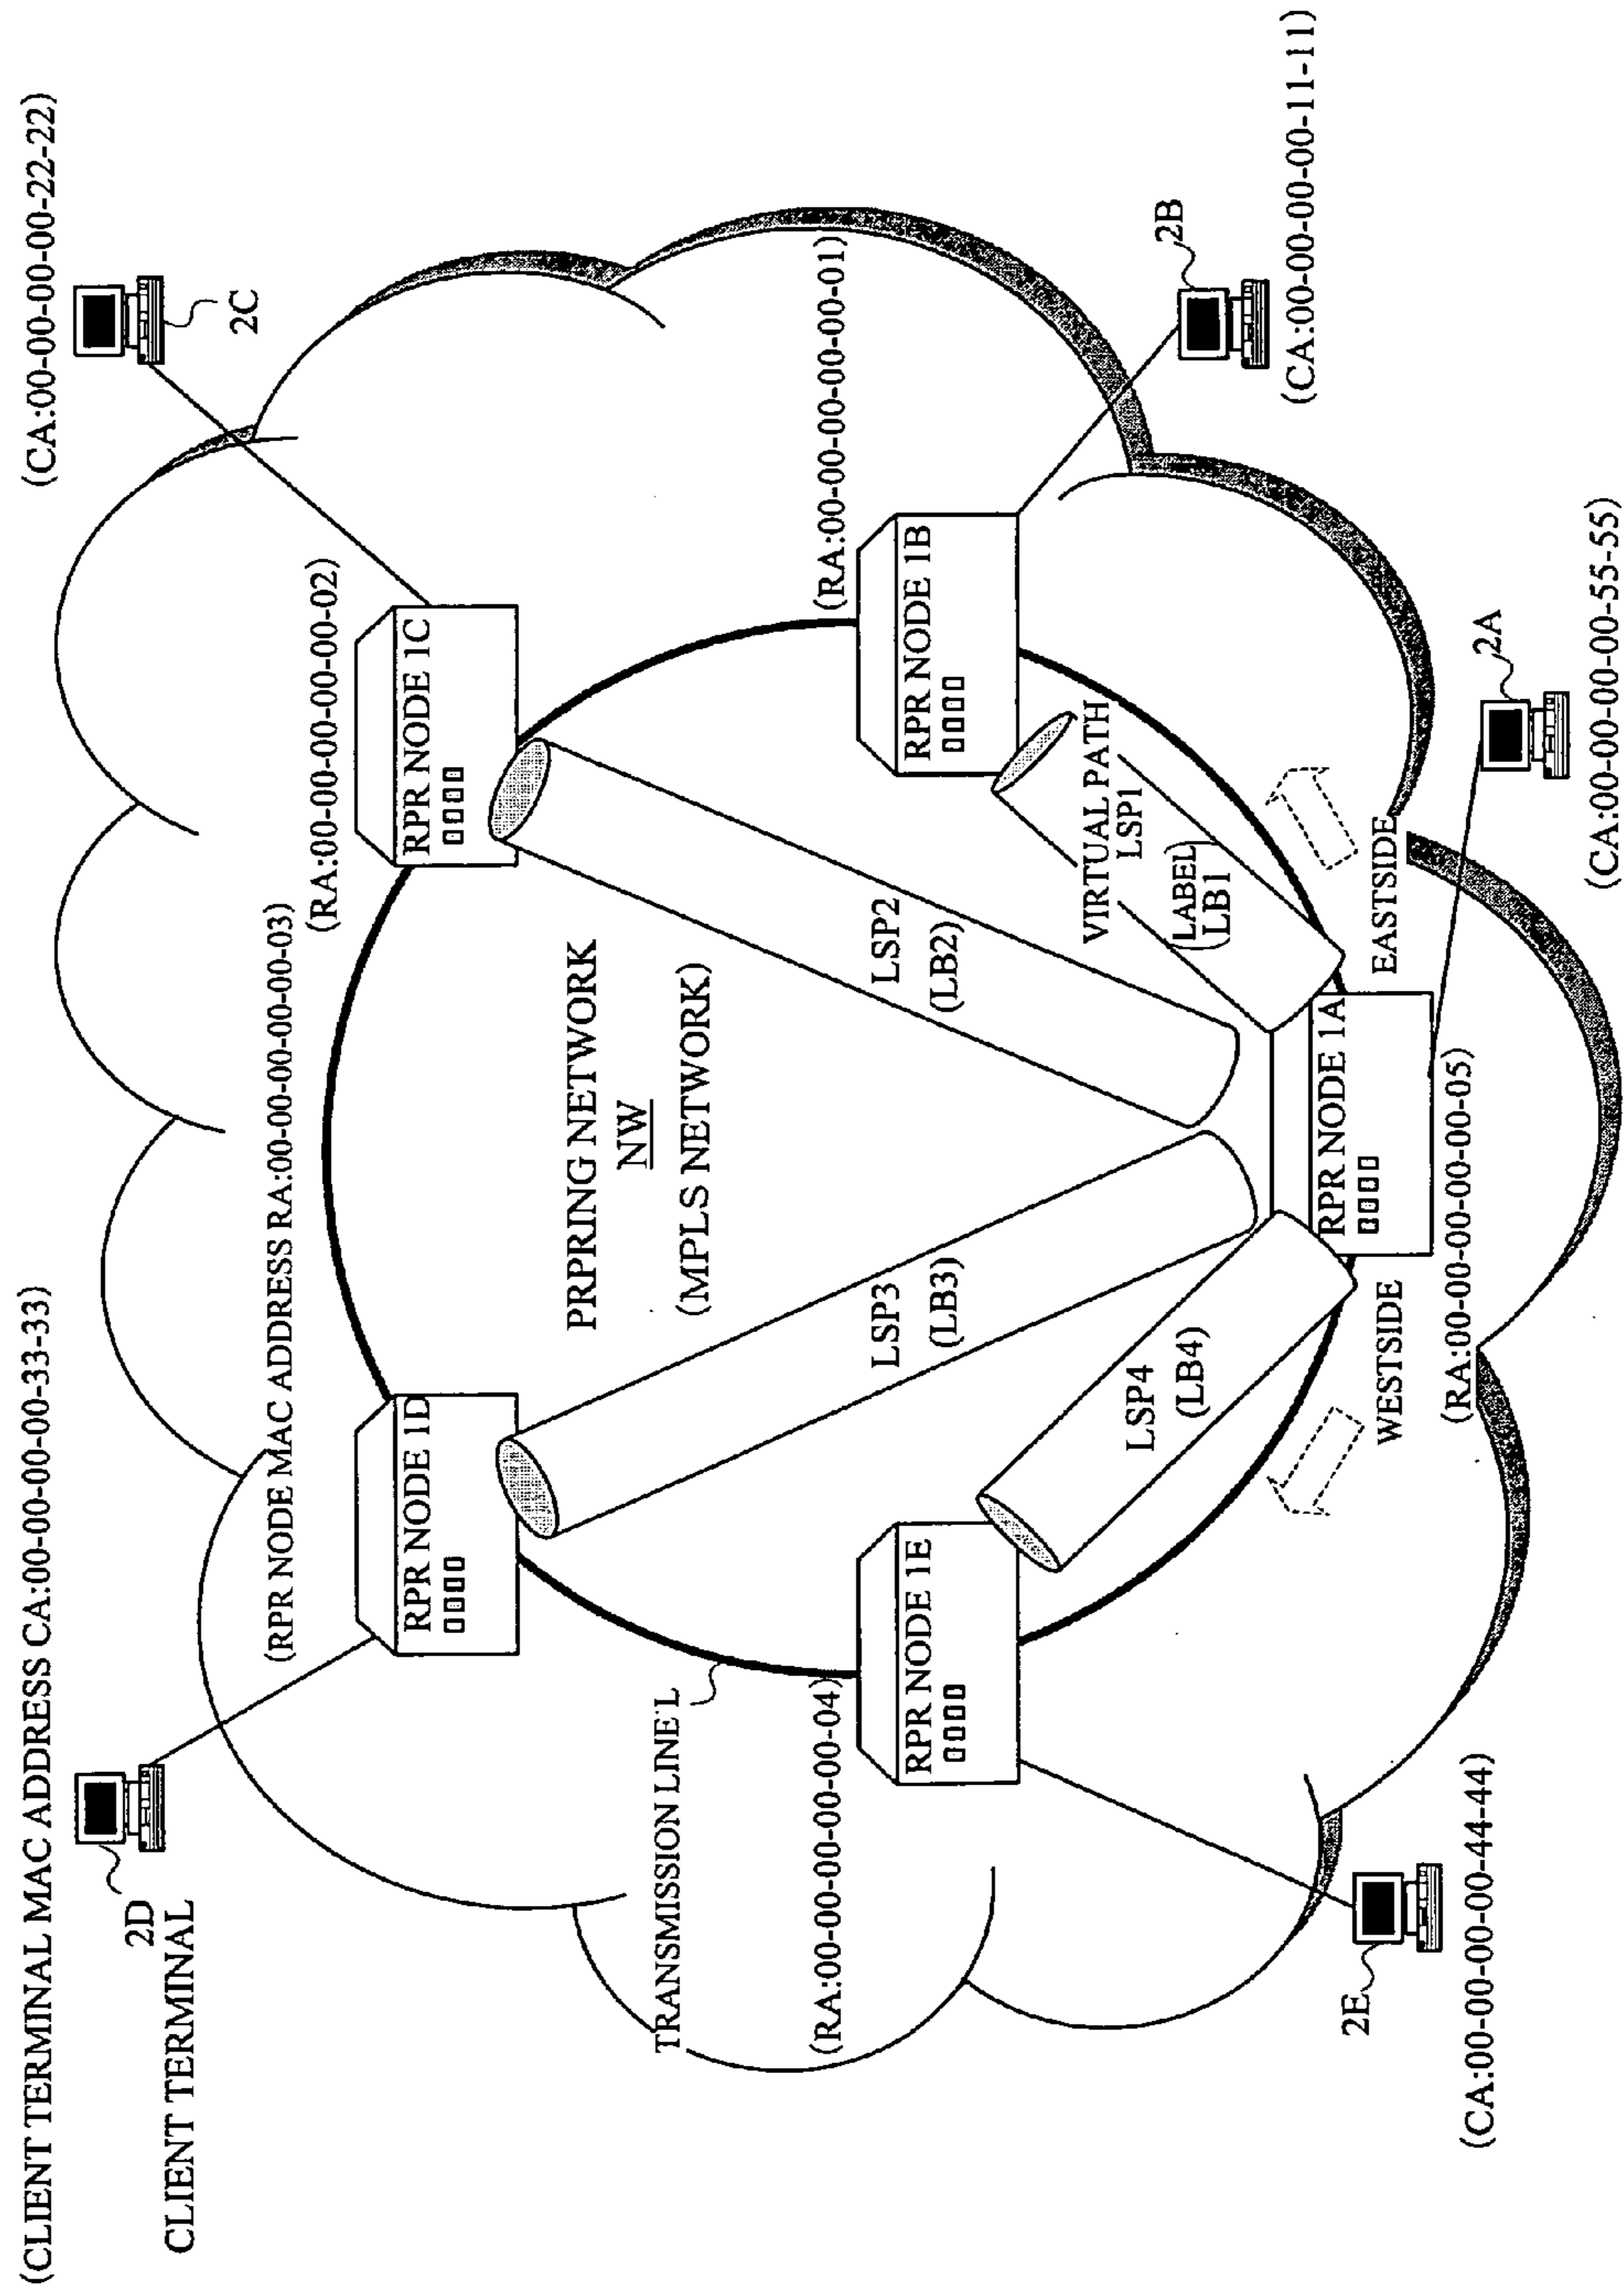 (CLIENT TERMINAL MAC ADDRESS CA:00-00-00-00-33-33)
(CA:00-00-00-00-22-22)
2D
CLIENT TERMINAL
2C
(RPR NODE MAC ADDRESS RA:00-00-00-00-00-03)
(RA:00-00-00-00-00-02)
RPR NODE 1D
RPR NODE 1C
TRANSMISSION LINE L
PRPRING NETWORK
NW
(MPLS NETWORK)
(RA:00-00-00-00-00-04)
(RA:00-00-00-00-00-01)
RPR NODE 1E
LSP3
(LB3)
LSP2
(LB2)
RPR NODE 1B
LSP4
(LB4)
VIRTUAL PATH
LSP1
(LABEL
LB1)
2B
(CA:00-00-00-00-11-11)
RPR NODE 1A
2E
WESTSIDE
EASTSIDE
(CA:00-00-00-00-44-44)
(RA:00-00-00-00-00-05)
2A
(CA:00-00-00-00-55-55)